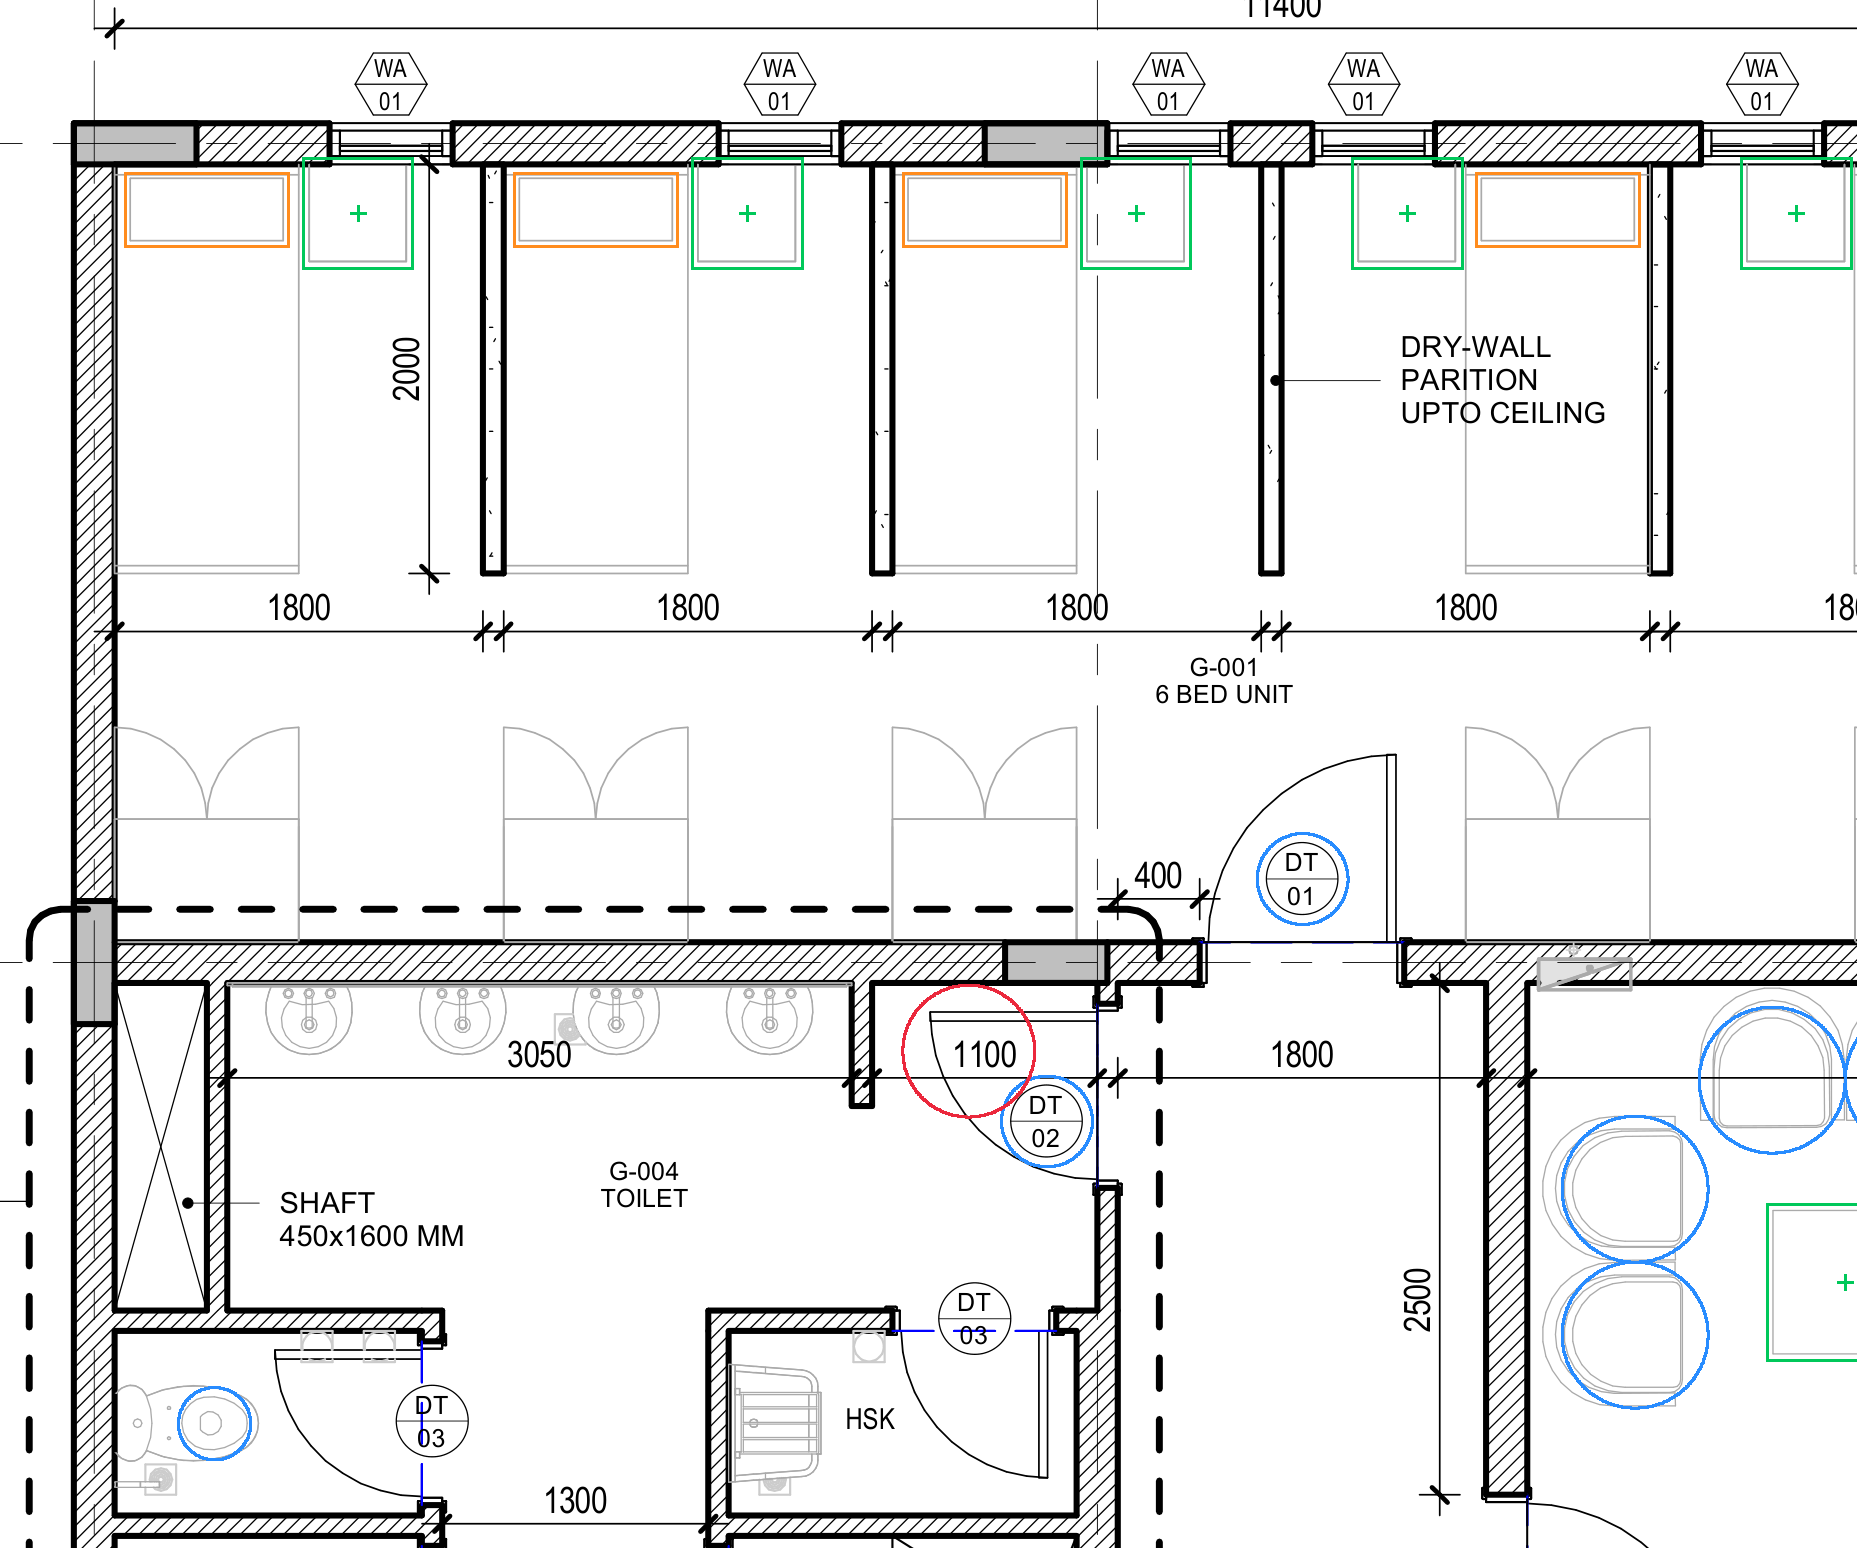 11400
WA
01
WA
01
WA
01
WA
01
WA
01
2000
DRY-WALL
PARITION
UPTO CEILING
1800
1800
1800
1800
G-001
6 BED UNIT
400
DT
01
3050
1100
1800
DT
02
G-004
TOILET
SHAFT
450x1600 MM
2500
DT
03
DT
03
HSK
1300